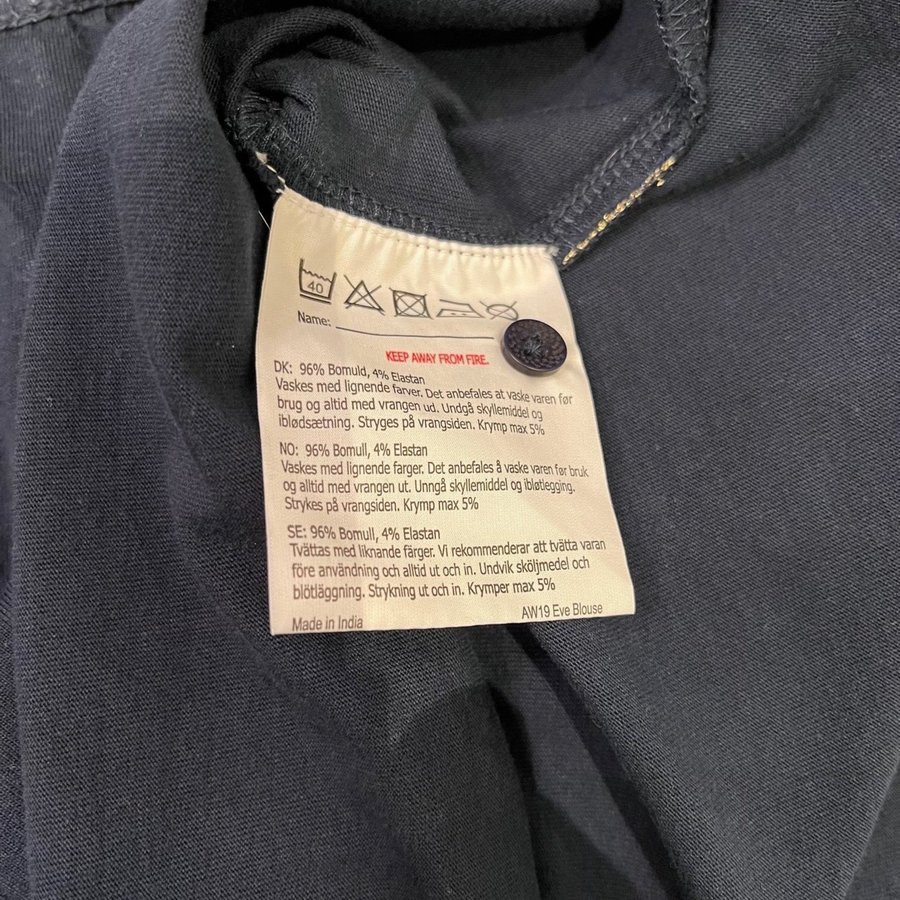 40
Name:
KEEP AWAY FROM FIRE.
DK: 96% Bomuld, 4% Elastan
Vaskes med lignende farver. Det anbefales at vaske varen før
brug og altid med vrangen ud. Undgå skyllemiddel og
iblødsætning. Stryges på vrangsiden. Krymp max 5%
NO: 96% Bomull, 4% Elastan
Vaskes med lignende farger. Det anbefales å vaske varen før bruk
og alltid med vrangen ut. Unngå skyllemiddel og ibløtlegging.
Strykes på vrangsiden. Krymp max 5%
SE: 96% Bomull, 4% Elastan
Tvättas med liknande färger. Vi rekommenderar att tvätta varan
före användning och alltid ut och in. Undvik sköljmedel och
blötläggning. Strykning ut och in. Krymper max 5%
Made in India
AW19 Eve Blouse